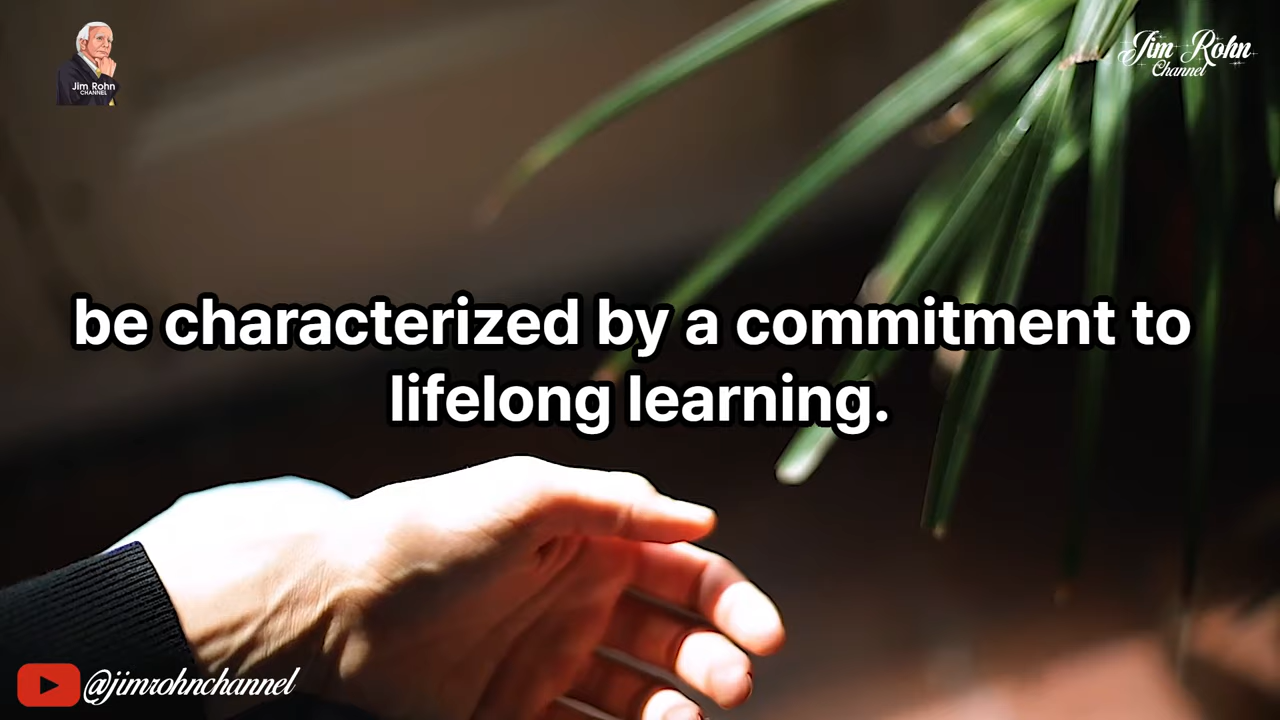 Jim Rohn
CHANNEL
Jim Rohn
Channel
be characterized by a commitment to
lifelong learning.
@jimrohnchannel